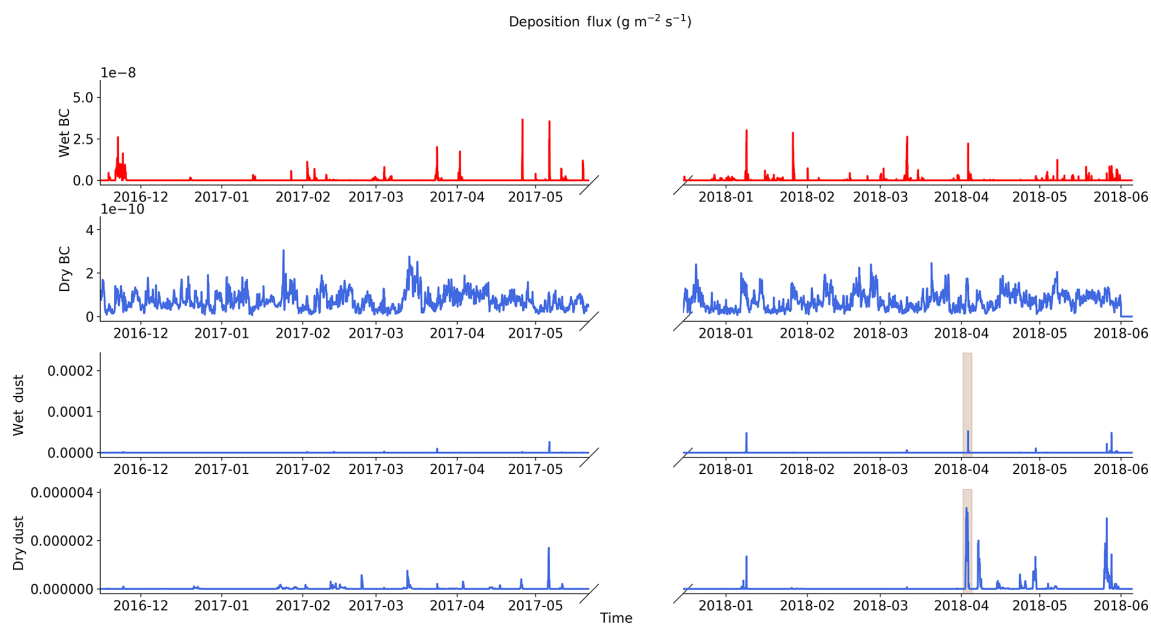 Deposition flux (g m⁻² s⁻¹)
1e−8
5.0
2.5
0.0
Wet BC
2016-12 2017-01 2017-02 2017-03 2017-04 2017-05 2018-01 2018-02 2018-03 2018-04 2018-05 2018-06
1e−10
4
2
0
Dry BC
2016-12 2017-01 2017-02 2017-03 2017-04 2017-05 2018-01 2018-02 2018-03 2018-04 2018-05 2018-06
0.0002
0.0001
0.0000
Wet dust
2016-12 2017-01 2017-02 2017-03 2017-04 2017-05 2018-01 2018-02 2018-03 2018-04 2018-05 2018-06
0.000004
0.000002
0.000000
Dry dust
2016-12 2017-01 2017-02 2017-03 2017-04 2017-05 2018-01 2018-02 2018-03 2018-04 2018-05 2018-06
Time